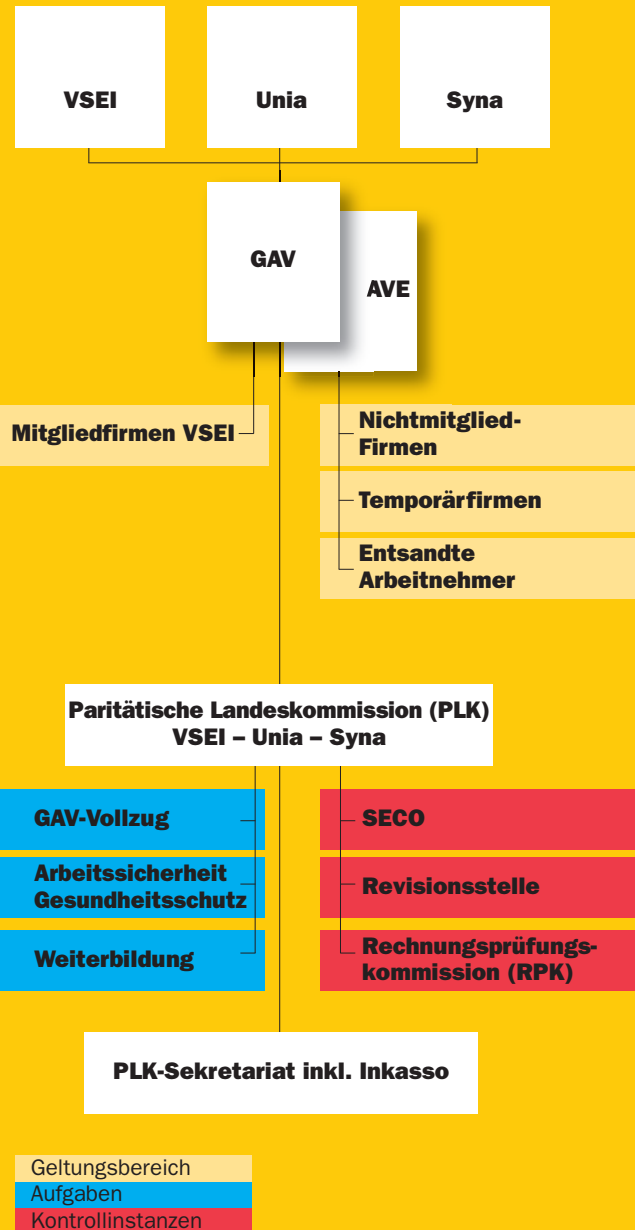 VSEI
Unia
Syna
GAV
AVE
Mitgliedfirmen VSEI
Nichtmitglied-
Firmen
Temporärfirmen
Entsandte
Arbeitnehmer
Paritätische Landeskommission (PLK)
VSEI – Unia – Syna
GAV-Vollzug
SECO
Arbeitssicherheit
Gesundheitsschutz
Revisionsstelle
Weiterbildung
Rechnungsprüfungs-
kommission (RPK)
PLK-Sekretariat inkl. Inkasso
Geltungsbereich
Aufgaben
Kontrollinstanzen